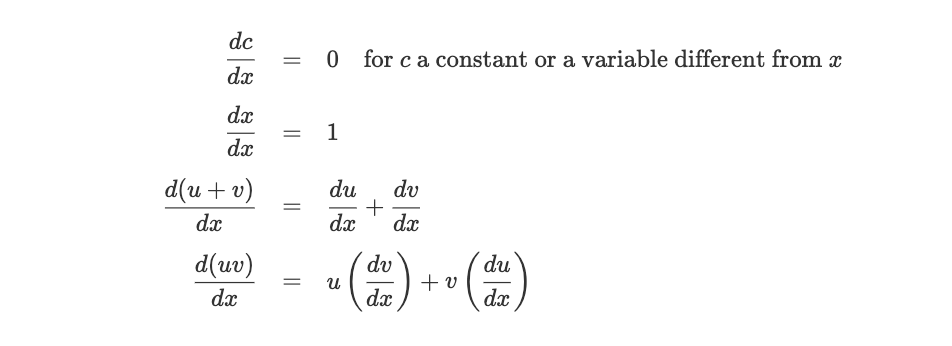 dc/dx = 0 for c a constant or a variable different from x
dx/dx = 1
d(u + v)/dx = du/dx + dv/dx
d(uv)/dx = u (dv/dx) + v (du/dx)